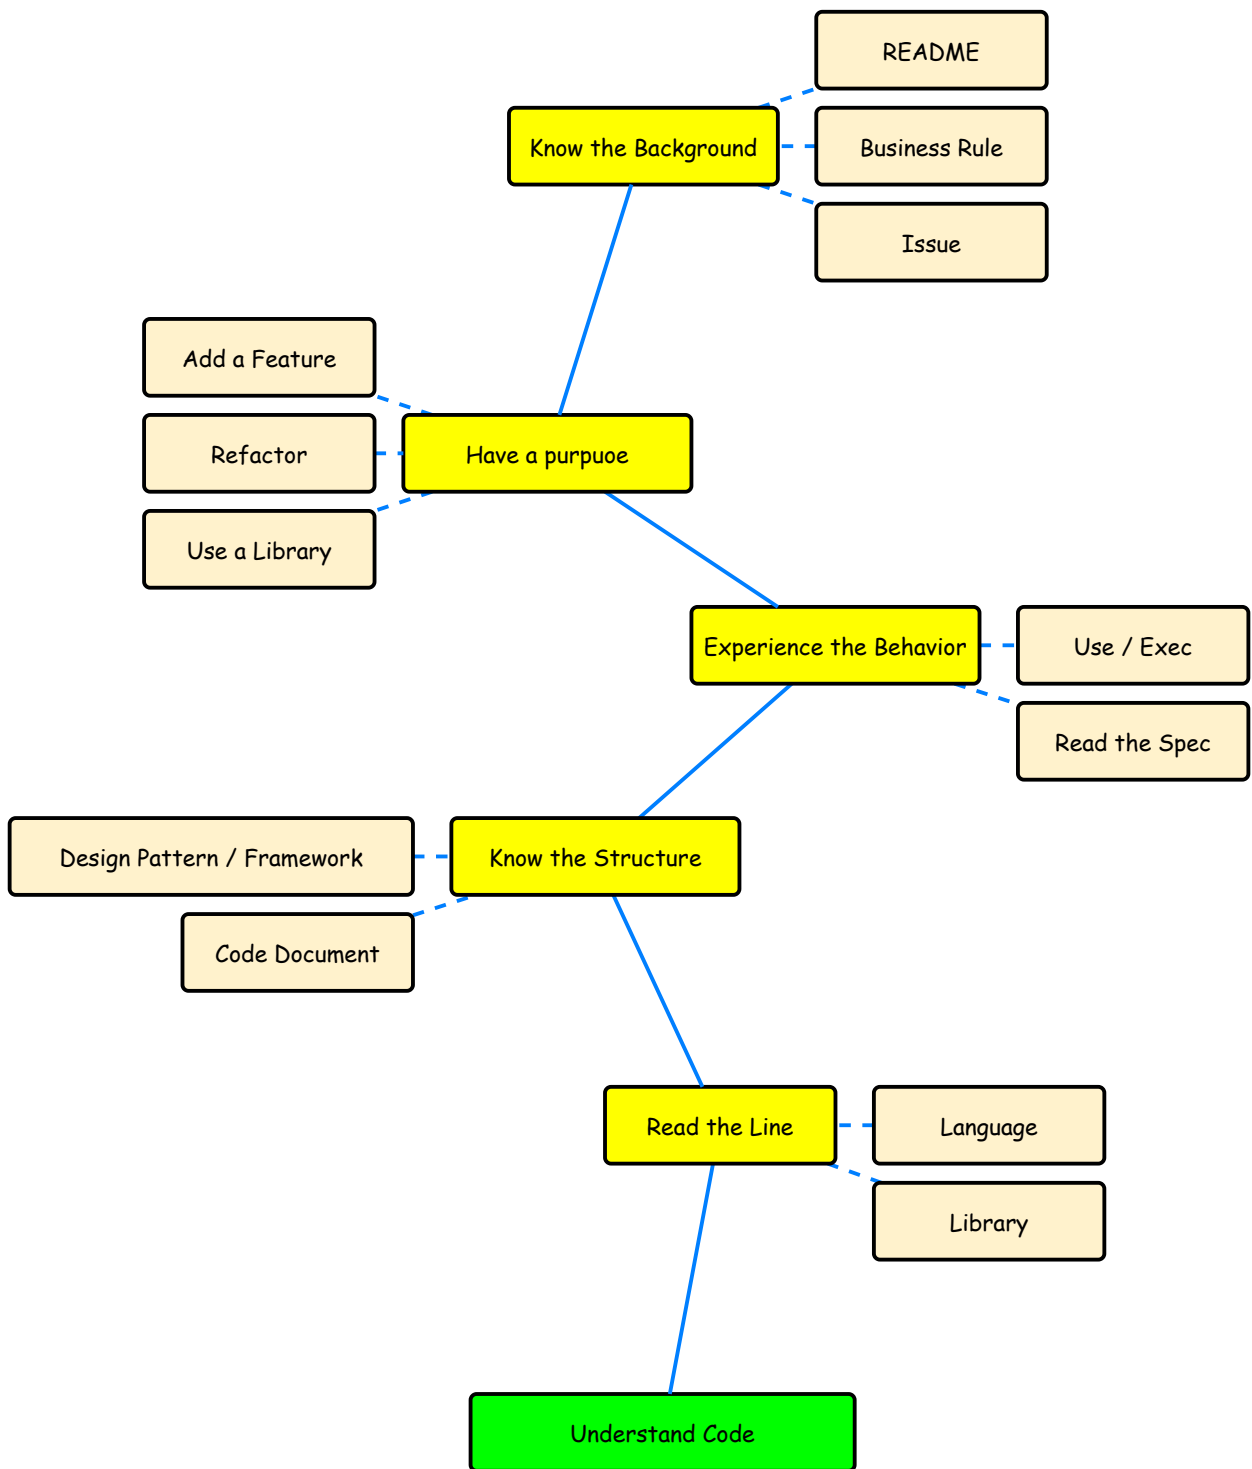 README
Know the Background
Business Rule
Issue
Add a Feature
Refactor
Have a purpuoe
Use a Library
Experience the Behavior
Use / Exec
Read the Spec
Design Pattern / Framework
Know the Structure
Code Document
Read the Line
Language
Library
Understand Code